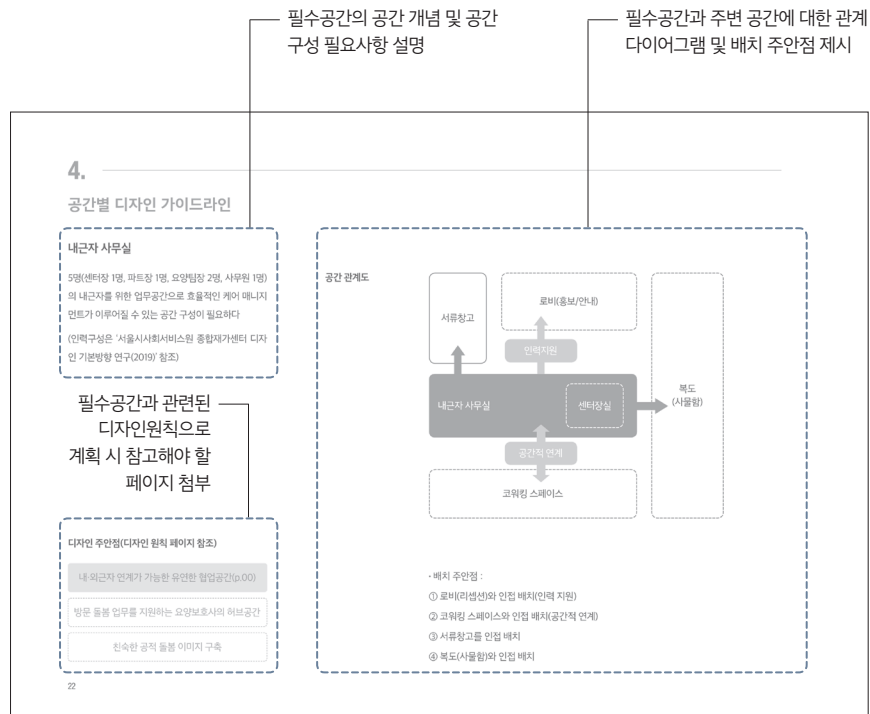 필수공간의 공간 개념 및 공간
구성 필요사항 설명
필수공간과 주변 공간에 대한 관계
다이어그램 및 배치 주안점 제시
4.
공간별 디자인 가이드라인
내근자 사무실
5명(센터장 1명, 파트장 1명, 요양팀장 2명, 사무원 1명)
의 내근자를 위한 업무공간으로 효율적인 케어 매니지
먼트가 이루어질 수 있는 공간 구성이 필요하다
(인력구성은 '서울시사회서비스원 종합재가센터 디자
인 기본방향 연구(2019)' 참조)
필수공간과 관련된
디자인원칙으로
계획 시 참고해야 할
페이지 첨부
디자인 주안점(디자인 원칙 페이지 참조)
내·외근자 연계가 가능한 유연한 협업공간(p.00)
방문 돌봄 업무를 지원하는 요양보호사의 허브공간
친숙한 공적 돌봄 이미지 구축
22
공간 관계도
서류창고
로비(홍보/안내)
인력지원
내근자 사무실
센터장실
복도
(사물함)
공간적 연계
코워킹 스페이스
· 배치 주안점 :
① 로비(리셉션)와 인접 배치(인력 지원)
② 코워킹 스페이스와 인접 배치(공간적 연계)
③ 서류창고를 인접 배치
④ 복도(사물함)와 인접 배치